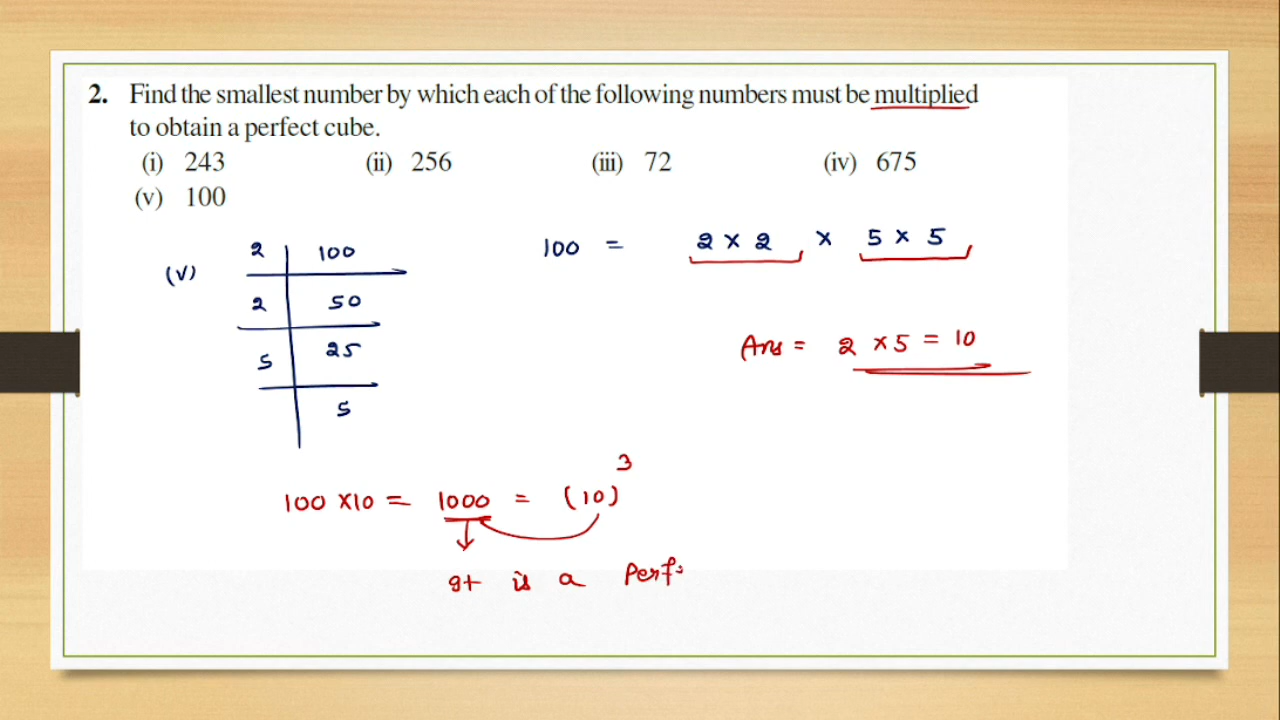 2. Find the smallest number by which each of the following numbers must be multiplied
to obtain a perfect cube.
(i) 243 (ii) 256 (iii) 72 (iv) 675
(v) 100
(V) 2 | 100
2 | 50
5 | 25
5
100 = 2 × 2 × 5 × 5
Ans = 2 × 5 = 10
100 ×10 = 1000 = (10)³
It is a Perf